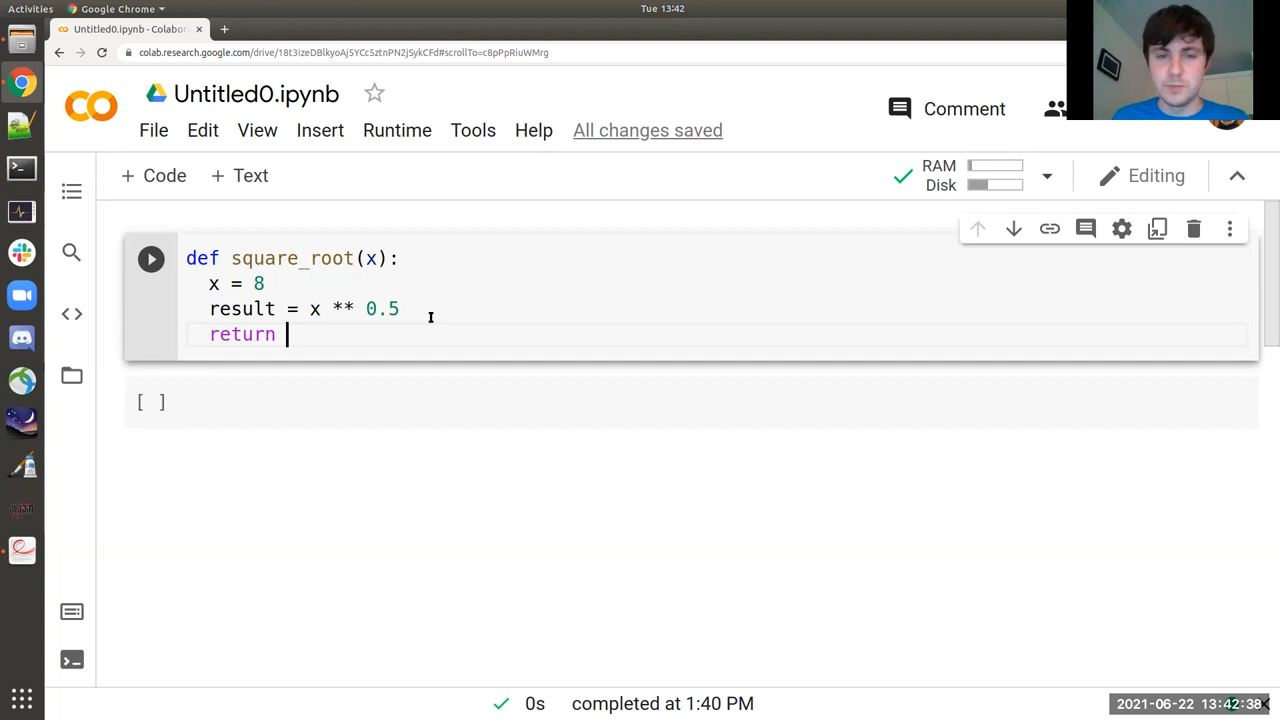 Activities Google Chrome Tue 13:42
Untitled0.ipynb - Colabor
colab.research.google.com/drive/18t3izeDBlkyoAj5YCc5ztnPN2jSykCFd#scrollTo=c8pPpRiuWMrg
Untitled0.ipynb
Comment
File Edit View Insert Runtime Tools Help All changes saved
+ Code + Text
RAM
Disk
Editing
def square_root(x):
x = 8
result = x ** 0.5
return
[ ]
0s completed at 1:40 PM
2021-06-22 13:42:38